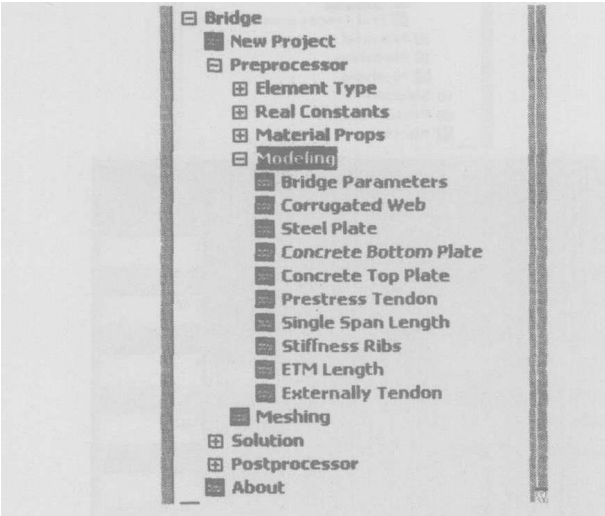 Bridge
New Project
Preprocessor
Element Type
Real Constants
Material Props
Modeling
Bridge Parameters
Corrugated Web
Steel Plate
Concrete Bottom Plate
Concrete Top Plate
Prestress Tendon
Single Span Length
Stiffness Ribs
ETM Length
Externally Tendon
Meshing
Solution
Postprocessor
About